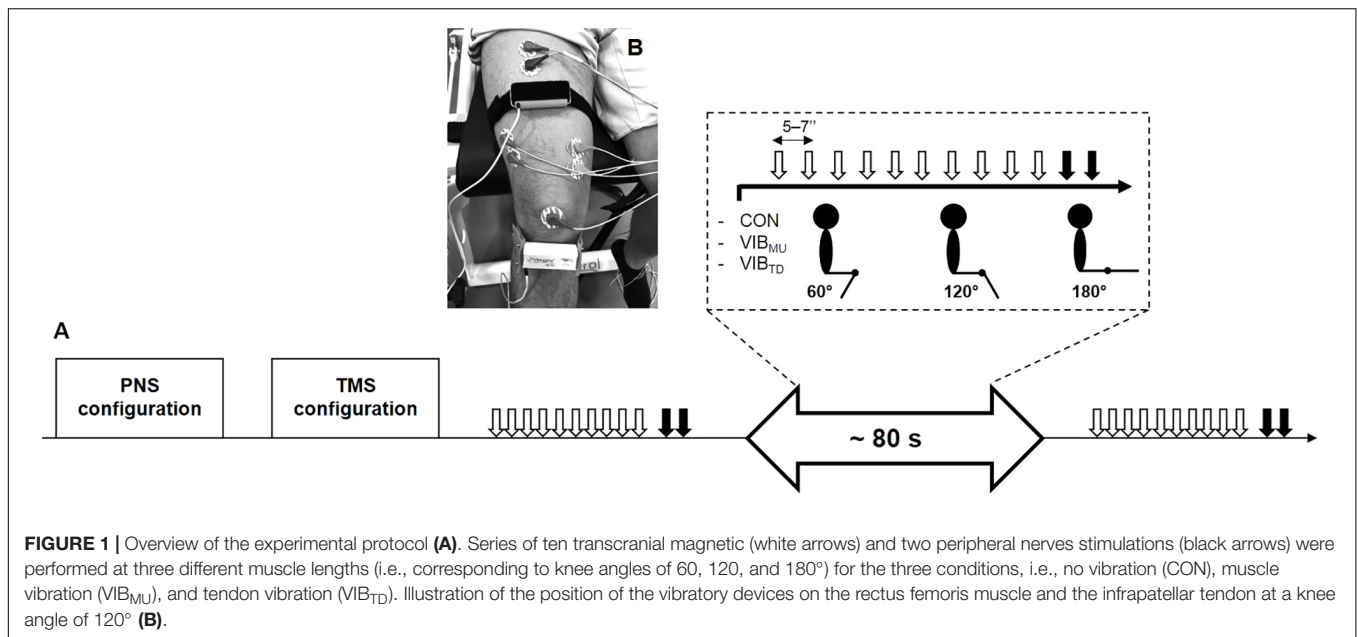 B
5–7’’
- CON
- VIBMU
- VIBTD
60° 120° 180°
A
PNS
configuration
TMS
configuration
~ 80 s
erol
FIGURE 1 | Overview of the experimental protocol (A). Series of ten transcranial magnetic (white arrows) and two peripheral nerves stimulations (black arrows) were
performed at three different muscle lengths (i.e., corresponding to knee angles of 60, 120, and 180°) for the three conditions, i.e., no vibration (CON), muscle
vibration (VIBMU), and tendon vibration (VIBTD). Illustration of the position of the vibratory devices on the rectus femoris muscle and the infrapatellar tendon at a knee
angle of 120° (B).